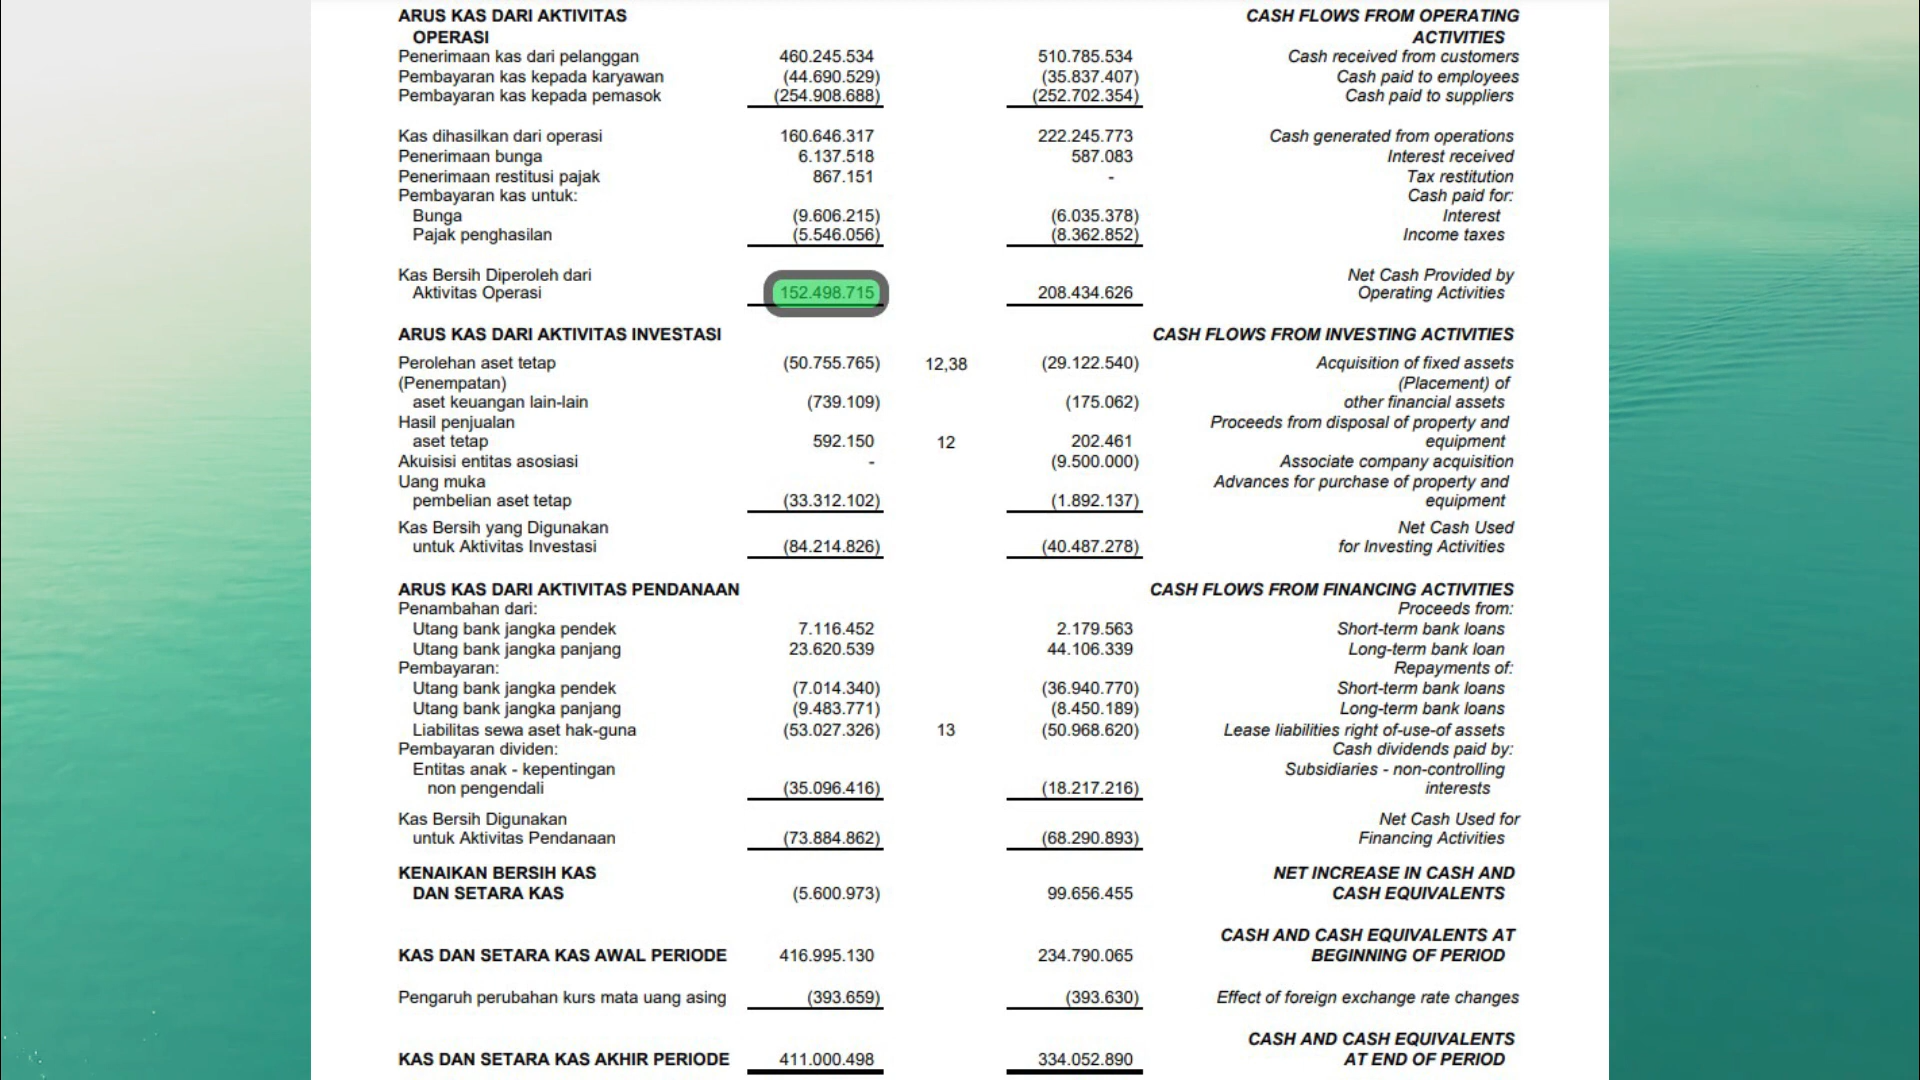 ARUS KAS DARI AKTIVITAS CASH FLOWS FROM OPERATING
OPERASI ACTIVITIES
Penerimaan kas dari pelanggan 460.245.534 510.785.534 Cash received from customers
Pembayaran kas kepada karyawan (44.690.529) (35.837.407) Cash paid to employees
Pembayaran kas kepada pemasok (254.908.688) (252.702.354) Cash paid to suppliers
Kas dihasilkan dari operasi 160.646.317 222.245.773 Cash generated from operations
Penerimaan bunga 6.137.518 587.083 Interest received
Penerimaan restitusi pajak 867.151 - Tax restitution
Pembayaran kas untuk: Cash paid for:
Bunga (9.606.215) (6.035.378) Interest
Pajak penghasilan (5.546.056) (8.362.852) Income taxes
Kas Bersih Diperoleh dari Net Cash Provided by
Aktivitas Operasi 152.498.715 208.434.626 Operating Activities
ARUS KAS DARI AKTIVITAS INVESTASI CASH FLOWS FROM INVESTING ACTIVITIES
Perolehan aset tetap (50.755.765) 12,38 (29.122.540) Acquisition of fixed assets
(Penempatan) (Placement) of
aset keuangan lain-lain (739.109) (175.062) other financial assets
Hasil penjualan Proceeds from disposal of property and
aset tetap 592.150 12 202.461 equipment
Akuisisi entitas asosiasi - (9.500.000) Associate company acquisition
Uang muka Advances for purchase of property and
pembelian aset tetap (33.312.102) (1.892.137) equipment
Kas Bersih yang Digunakan Net Cash Used
untuk Aktivitas Investasi (84.214.826) (40.487.278) for Investing Activities
ARUS KAS DARI AKTIVITAS PENDANAAN CASH FLOWS FROM FINANCING ACTIVITIES
Penambahan dari: Proceeds from:
Utang bank jangka pendek 7.116.452 2.179.563 Short-term bank loans
Utang bank jangka panjang 23.620.539 44.106.339 Long-term bank loan
Pembayaran: Repayments of:
Utang bank jangka pendek (7.014.340) (36.940.770) Short-term bank loans
Utang bank jangka panjang (9.483.771) (8.450.189) Long-term bank loans
Liabilitas sewa aset hak-guna (53.027.326) 13 (50.968.620) Lease liabilities right of-use-of assets
Pembayaran dividen: Cash dividends paid by:
Entitas anak - kepentingan Subsidiaries - non-controlling
non pengendali (35.096.416) (18.217.216) interests
Kas Bersih Digunakan Net Cash Used for
untuk Aktivitas Pendanaan (73.884.862) (68.290.893) Financing Activities
KENAIKAN BERSIH KAS NET INCREASE IN CASH AND
DAN SETARA KAS (5.600.973) 99.656.455 CASH EQUIVALENTS
CASH AND CASH EQUIVALENTS AT
KAS DAN SETARA KAS AWAL PERIODE 416.995.130 234.790.065 BEGINNING OF PERIOD
Pengaruh perubahan kurs mata uang asing (393.659) (393.630) Effect of foreign exchange rate changes
CASH AND CASH EQUIVALENTS
KAS DAN SETARA KAS AKHIR PERIODE 411.000.498 334.052.890 AT END OF PERIOD